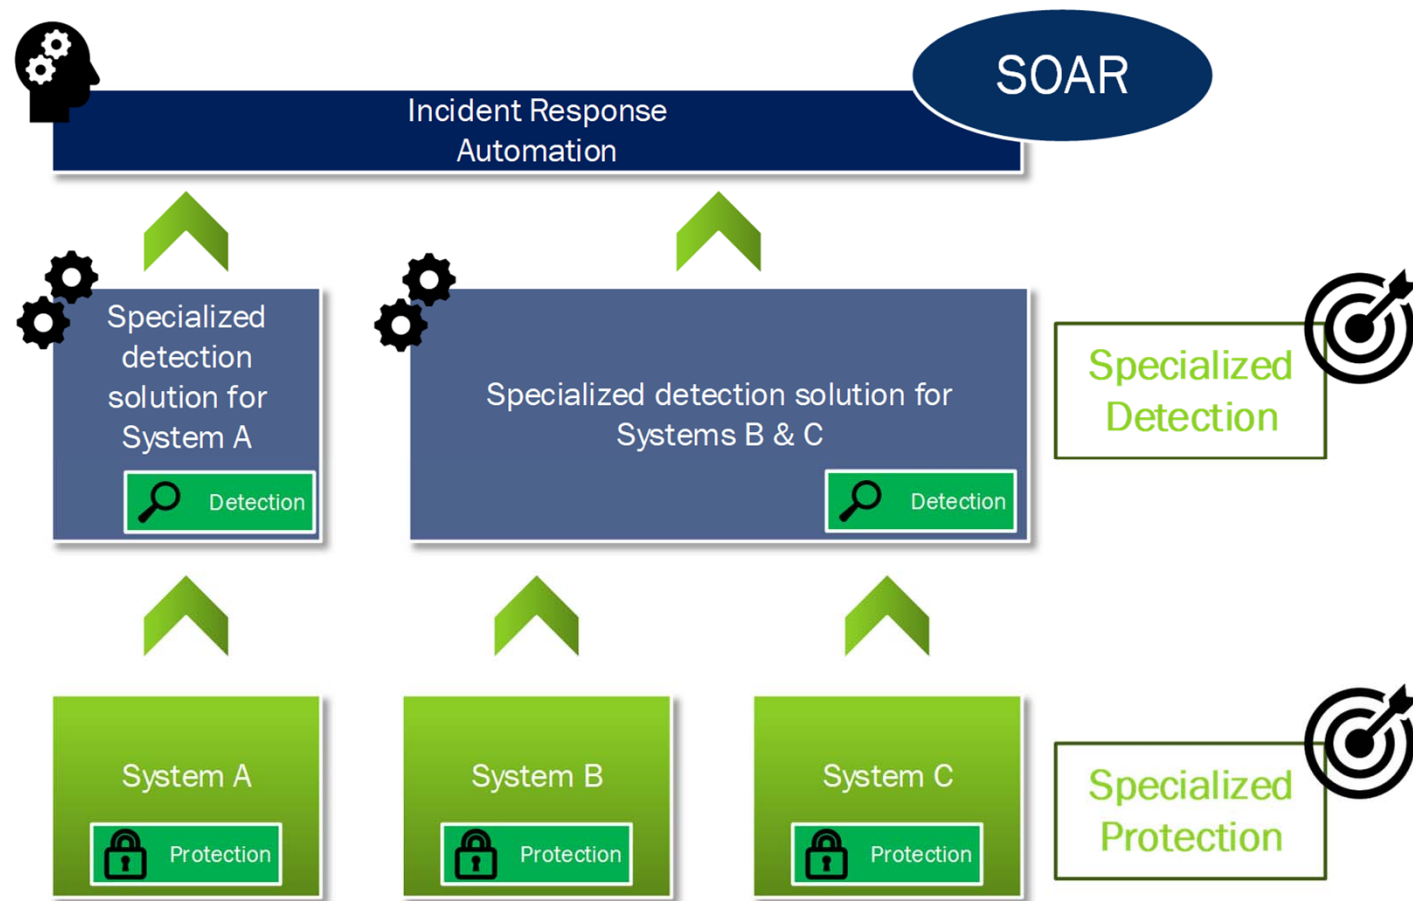 SOAR
Incident Response
Automation
Specialized
detection
solution for
System A
Detection
Specialized detection solution for
Systems B & C
Detection
Specialized
Detection
System A
Protection
System B
Protection
System C
Protection
Specialized
Protection